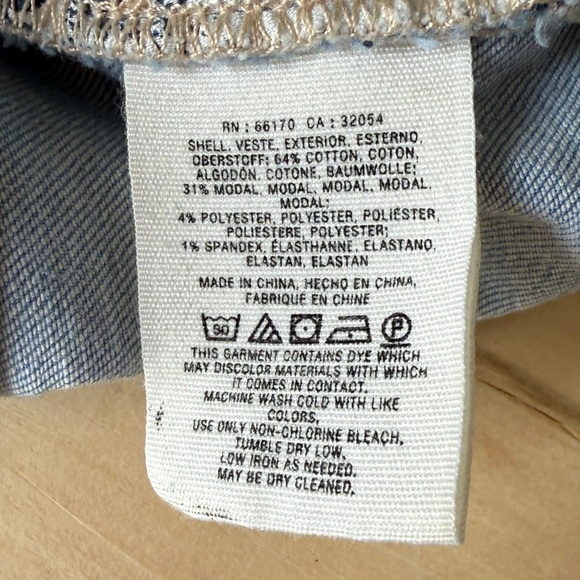 RN : 66170 CA : 32054
SHELL, VESTE, EXTERIOR, ESTERNO,
OBERSTOFF; 64% COTTON, COTON,
ALGODON, COTONE, BAUMWOLLE;
31% MODAL, MODAL, MODAL, MODAL,
MODAL;
4% POLYESTER, POLYESTER, POLIÉSTER,
POLIESTERE, POLYESTER;
1% SPANDEX, ÉLASTHANNE, ELASTANO,
ELASTAN, ELASTAN
MADE IN CHINA, HECHO EN CHINA,
FABRIQUE EN CHINE
30 P
THIS GARMENT CONTAINS DYE WHICH
MAY DISCOLOR MATERIALS WITH WHICH
IT COMES IN CONTACT.
MACHINE WASH COLD WITH LIKE
COLORS,
USE ONLY NON-CHLORINE BLEACH,
TUMBLE DRY LOW,
LOW IRON AS NEEDED.
MAY BE DRY CLEANED,